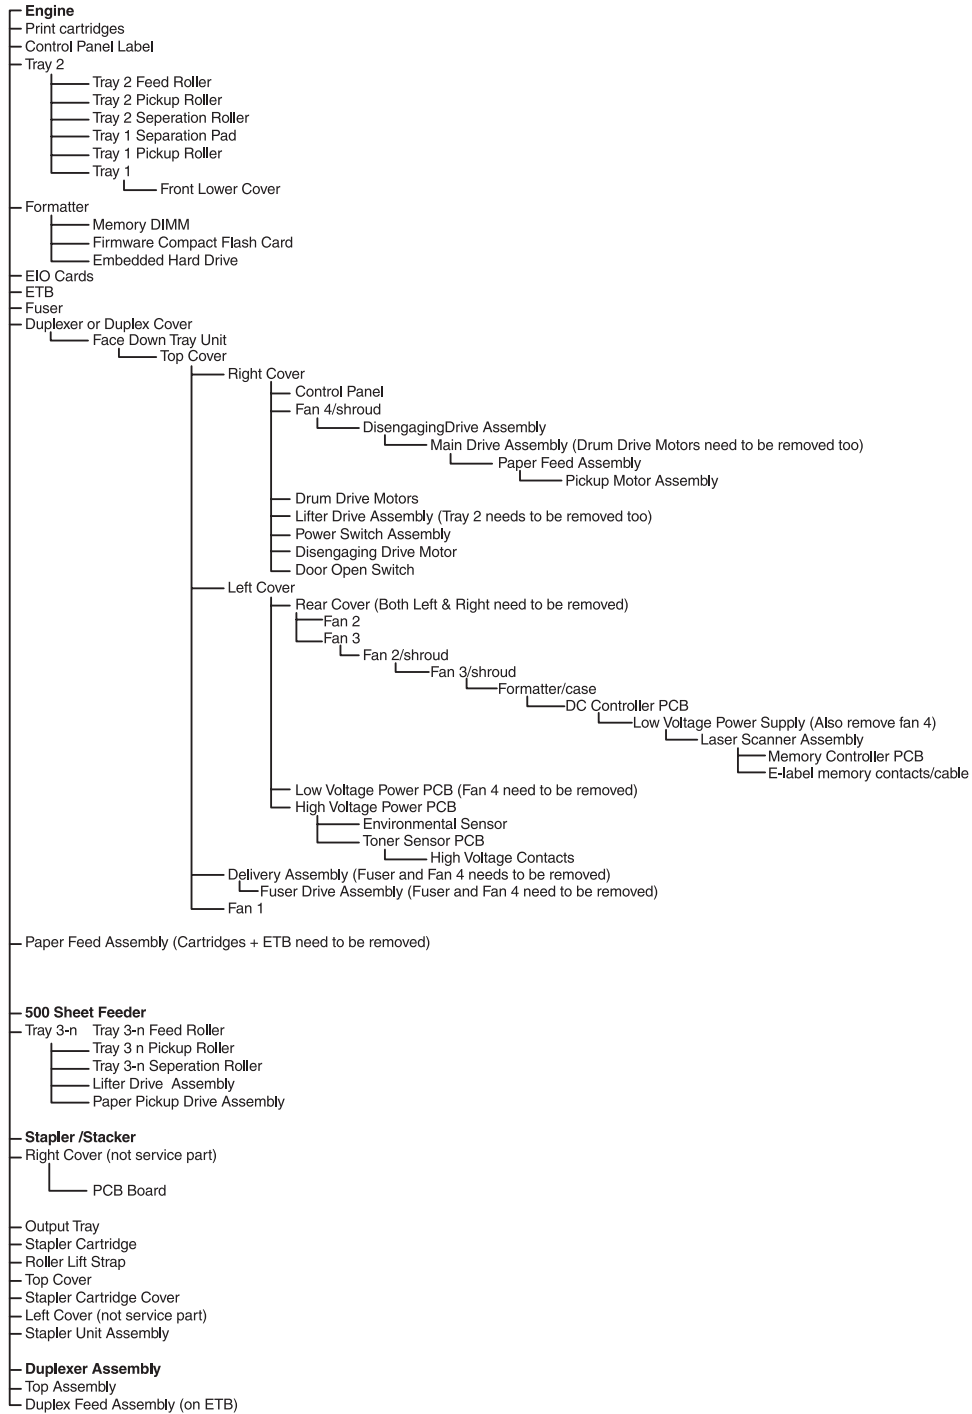 Engine
Print cartridges
Control Panel Label
Tray 2
Tray 2 Feed Roller
Tray 2 Pickup Roller
Tray 2 Seperation Roller
Tray 1 Separation Pad
Tray 1 Pickup Roller
Tray 1
Front Lower Cover
Formatter
Memory DIMM
Firmware Compact Flash Card
Embedded Hard Drive
EIO Cards
ETB
Fuser
Duplexer or Duplex Cover
Face Down Tray Unit
Top Cover
Right Cover
Control Panel
Fan 4/shroud
DisengagingDrive Assembly
Main Drive Assembly (Drum Drive Motors need to be removed too)
Paper Feed Assembly
Pickup Motor Assembly
Drum Drive Motors
Lifter Drive Assembly (Tray 2 needs to be removed too)
Power Switch Assembly
Disengaging Drive Motor
Door Open Switch
Left Cover
Rear Cover (Both Left & Right need to be removed)
Fan 2
Fan 3
Fan 2/shroud
Fan 3/shroud
Formatter/case
DC Controller PCB
Low Voltage Power Supply (Also remove fan 4)
Laser Scanner Assembly
Memory Controller PCB
E-label memory contacts/cable
Low Voltage Power PCB (Fan 4 need to be removed)
High Voltage Power PCB
Environmental Sensor
Toner Sensor PCB
High Voltage Contacts
Delivery Assembly (Fuser and Fan 4 needs to be removed)
Fuser Drive Assembly (Fuser and Fan 4 need to be removed)
Fan 1
Paper Feed Assembly (Cartridges + ETB need to be removed)
500 Sheet Feeder
Tray 3-n Tray 3-n Feed Roller
Tray 3 n Pickup Roller
Tray 3-n Seperation Roller
Lifter Drive Assembly
Paper Pickup Drive Assembly
Stapler /Stacker
Right Cover (not service part)
PCB Board
Output Tray
Stapler Cartridge
Roller Lift Strap
Top Cover
Stapler Cartridge Cover
Left Cover (not service part)
Stapler Unit Assembly
Duplexer Assembly
Top Assembly
Duplex Feed Assembly (on ETB)